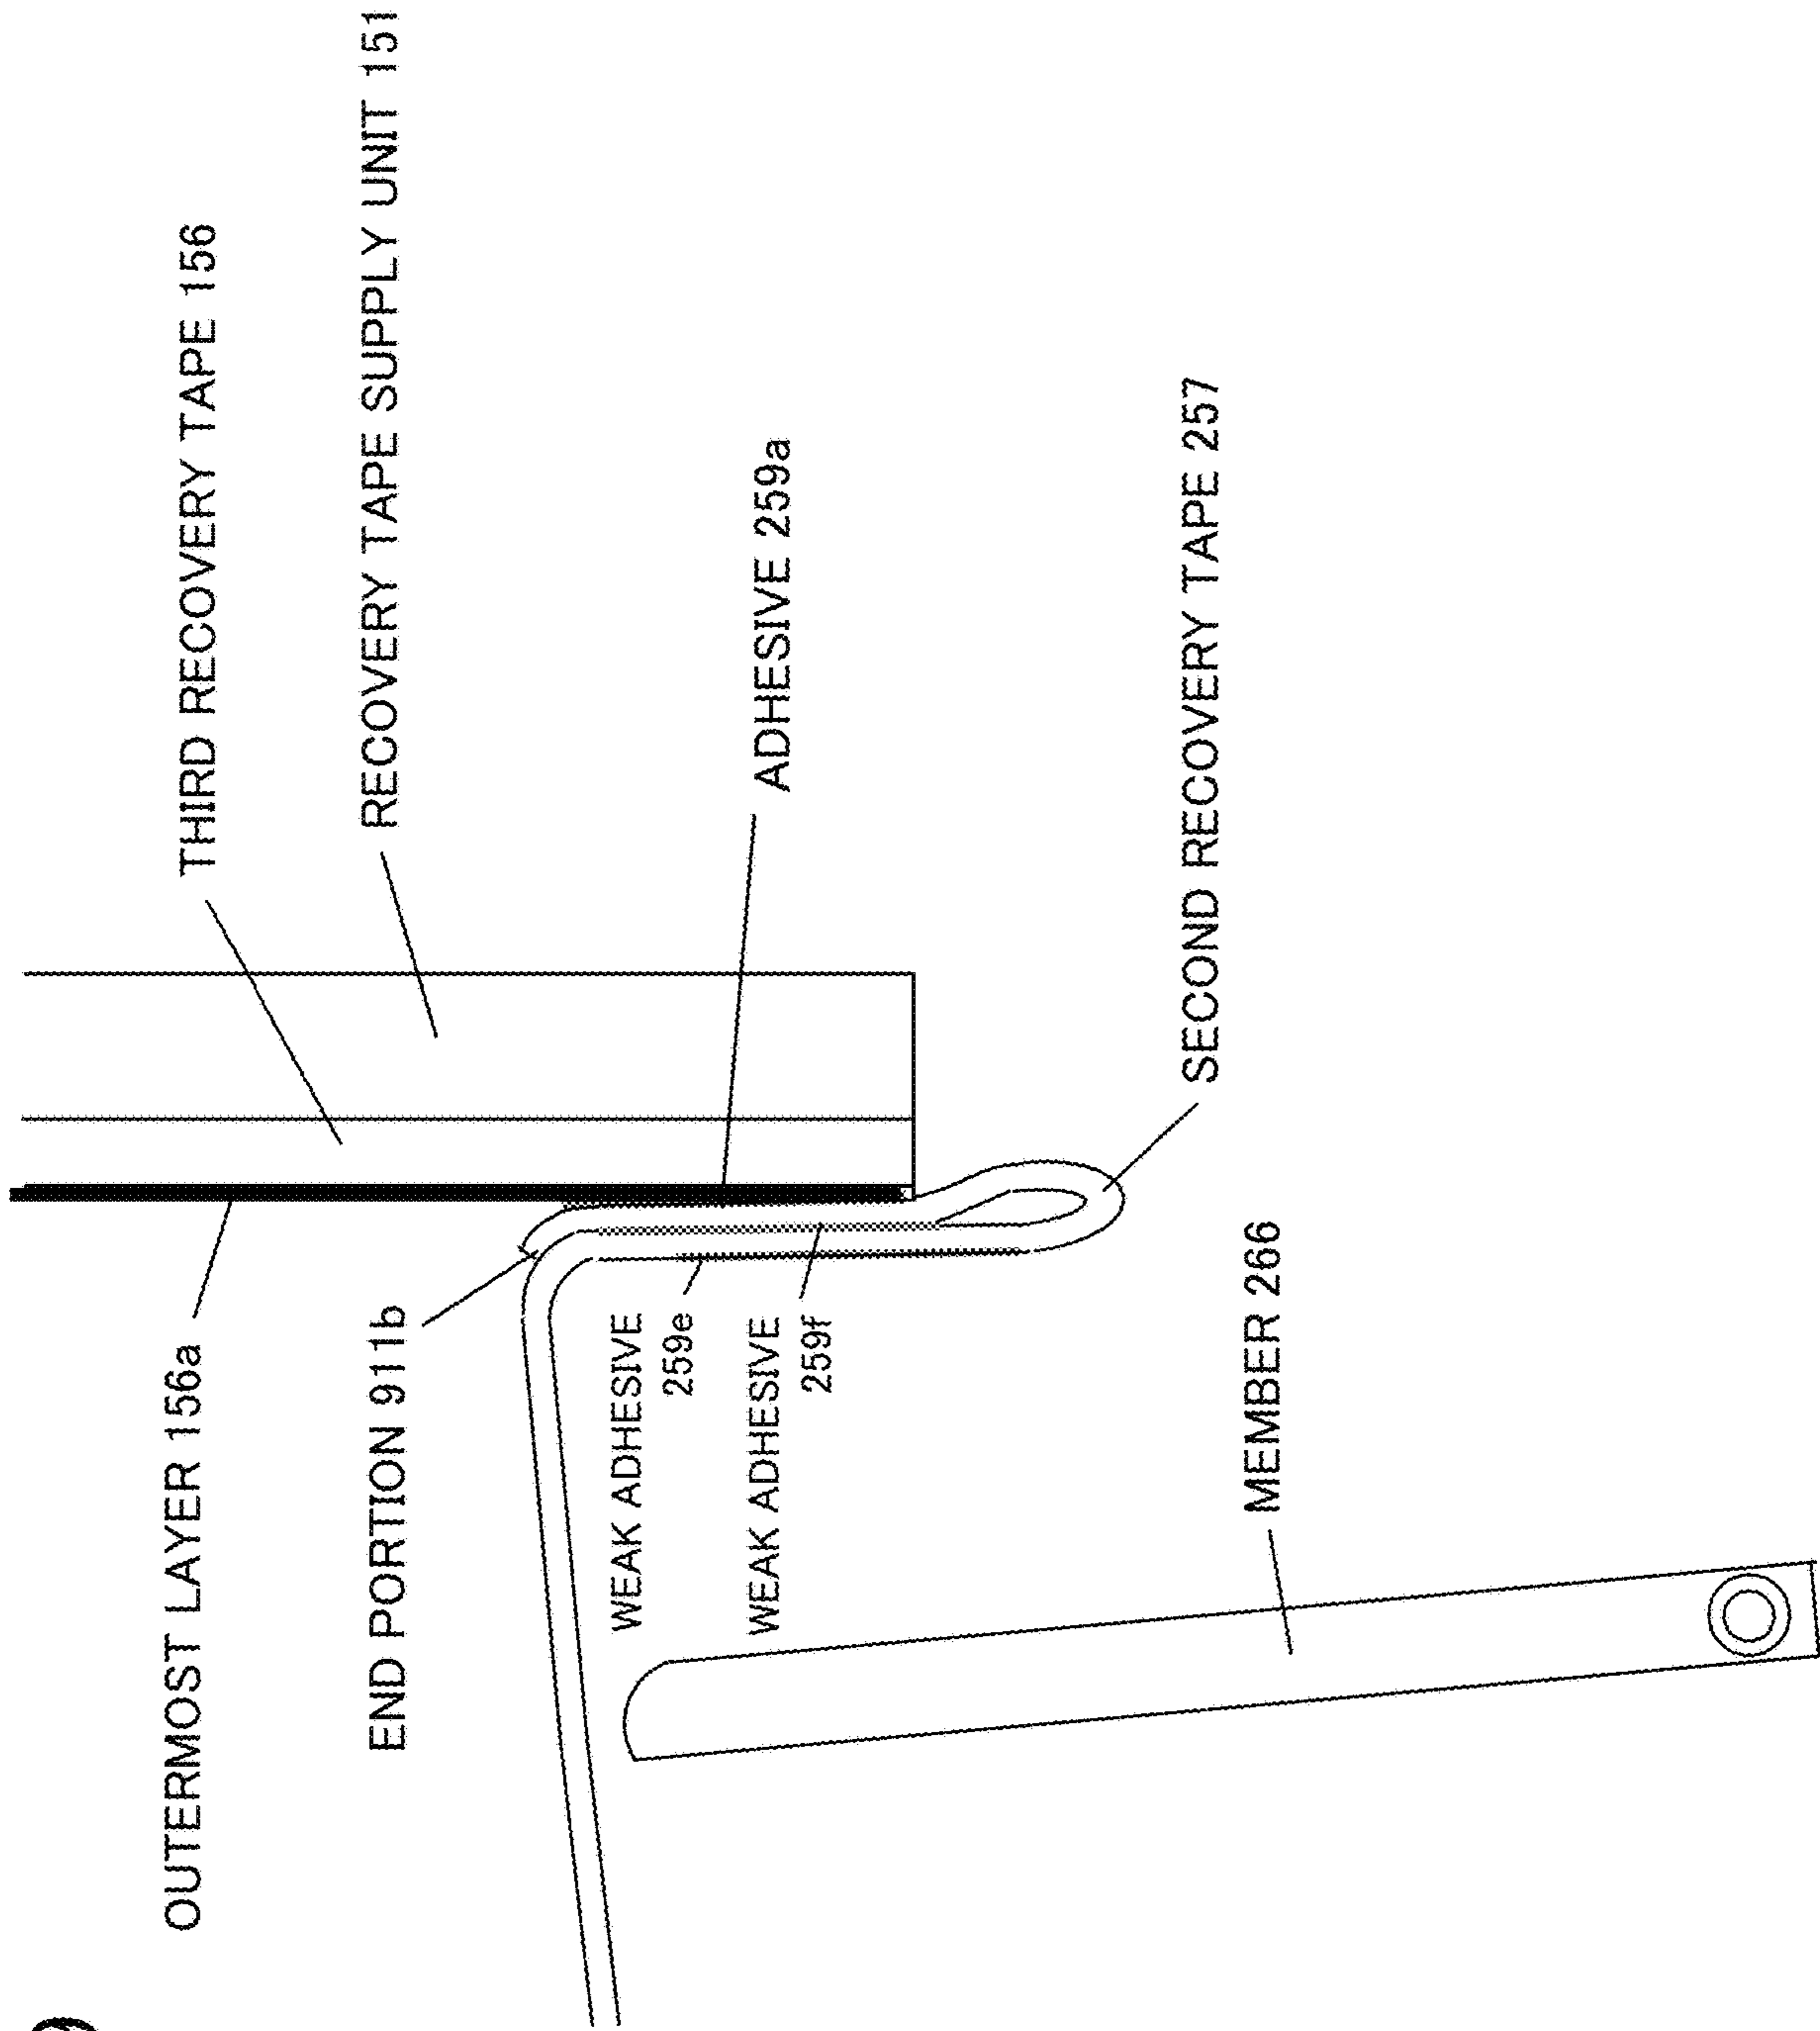 THIRD RECOVERY TAPE 156
OUTERMOST LAYER 156a
RECOVERY TAPE SUPPLY UNIT 151
END PORTION 911b
WEAK ADHESIVE
259e
WEAK ADHESIVE
259f
ADHESIVE 259a
SECOND RECOVERY TAPE 257
MEMBER 266